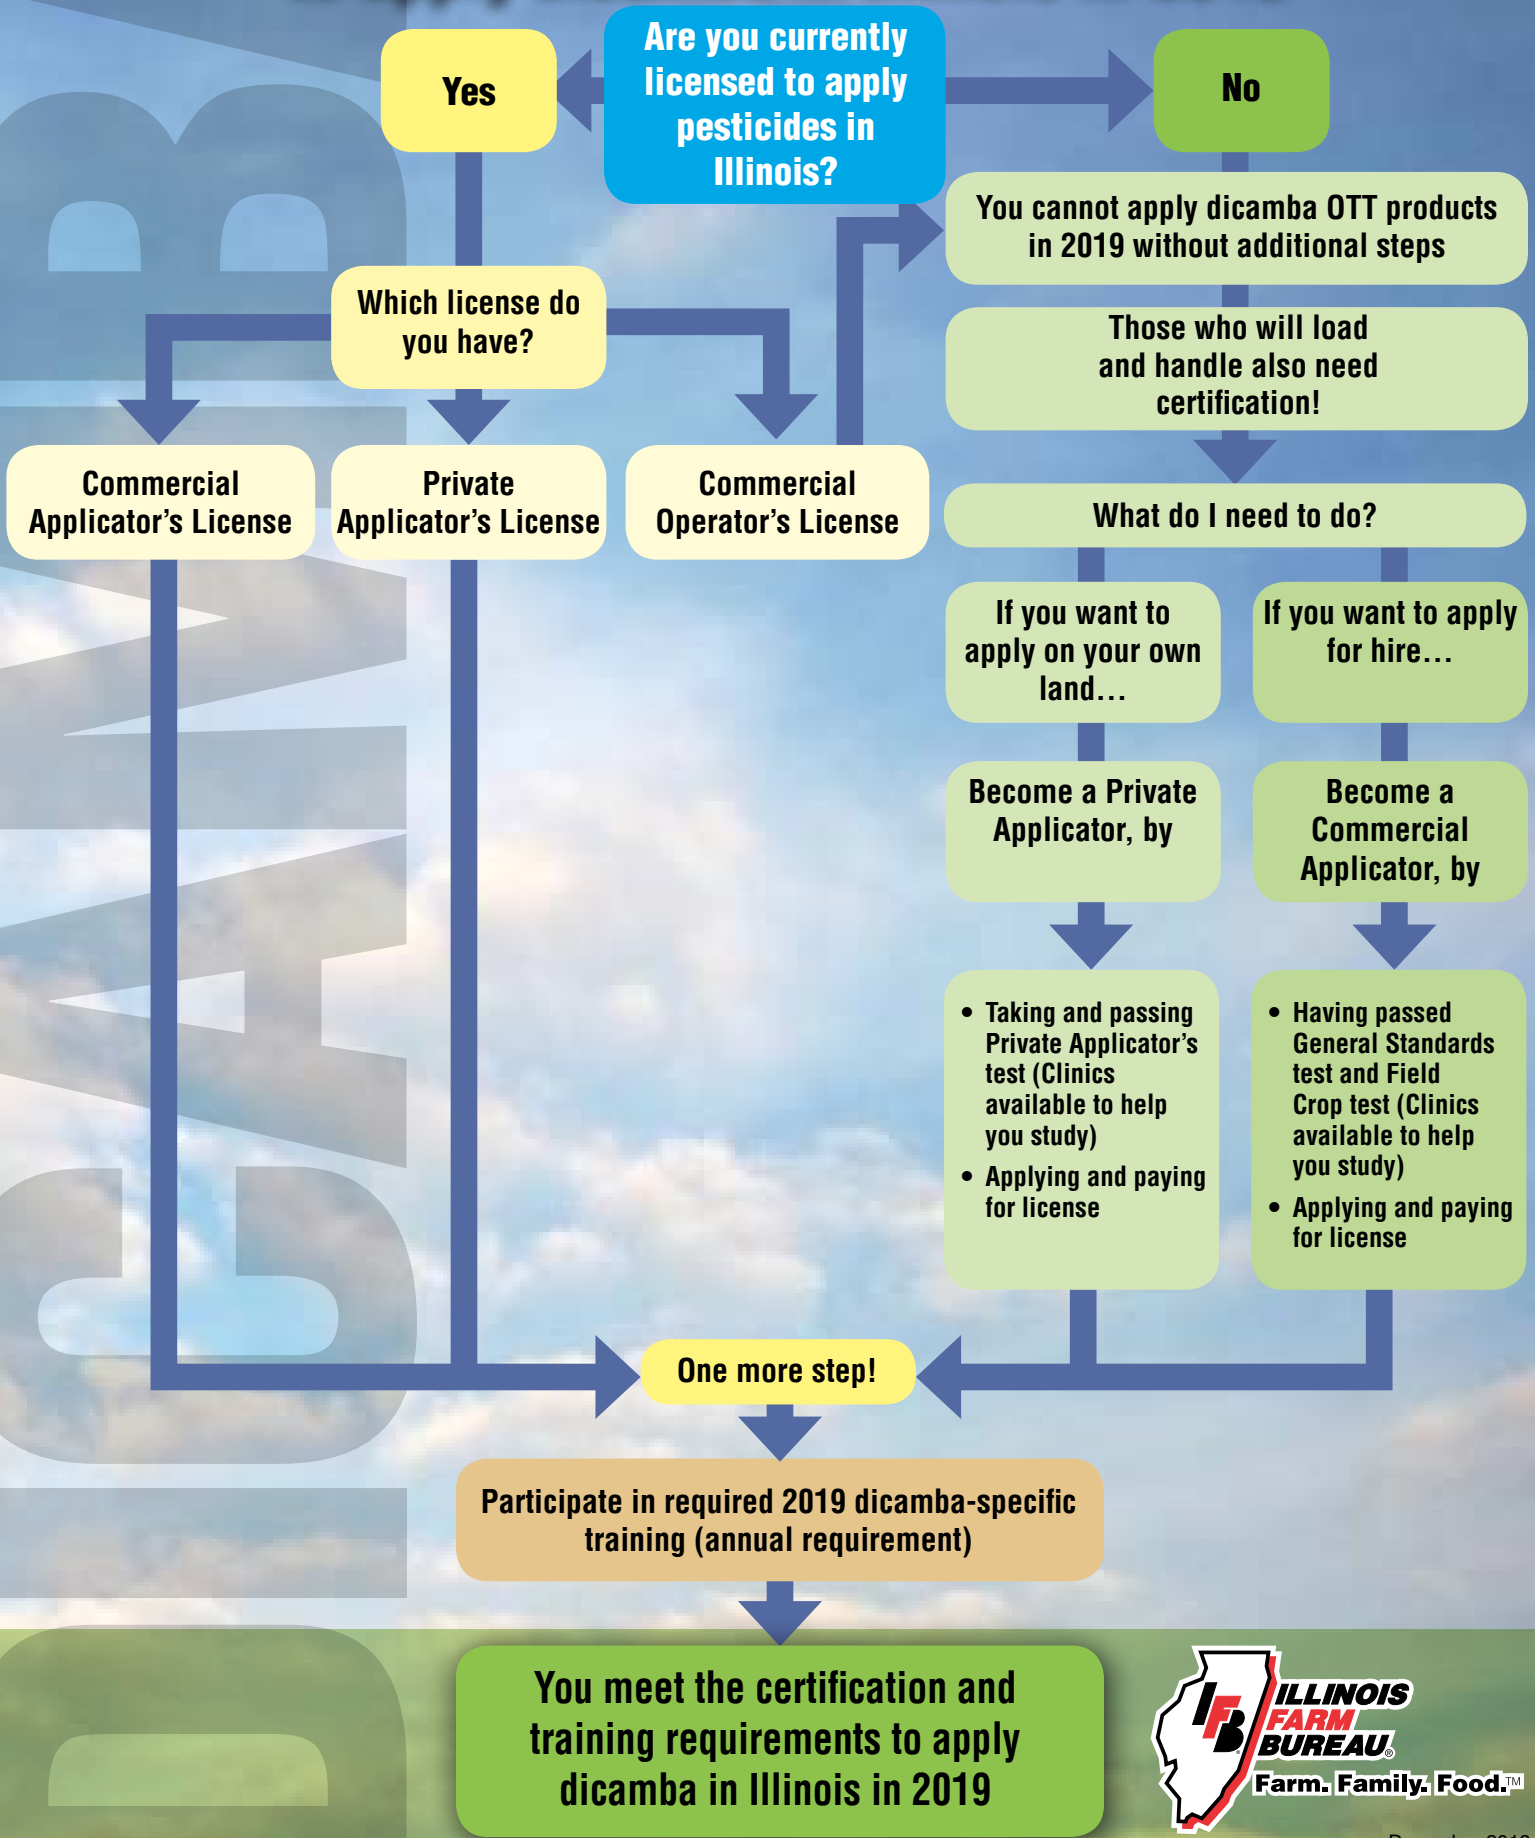 Are you currently
licensed to apply
pesticides in
Illinois?
Yes
No
Which license do
you have?
Commercial
Applicator's License
Private
Applicator's License
Commercial
Operator's License
You cannot apply dicamba OTT products
in 2019 without additional steps
Those who will load
and handle also need
certification!
What do I need to do?
If you want to
apply on your own
land…
If you want to apply
for hire…
Become a Private
Applicator, by
Become a
Commercial
Applicator, by
• Taking and passing
Private Applicator's
test (Clinics
available to help
you study)
• Applying and paying
for license
• Having passed
General Standards
test and Field
Crop test (Clinics
available to help
you study)
• Applying and paying
for license
One more step!
Participate in required 2019 dicamba-specific
training (annual requirement)
You meet the certification and
training requirements to apply
dicamba in Illinois in 2019
DICAMB
IFB
ILLINOIS
FARM
BUREAU®
Farm. Family. Food.™